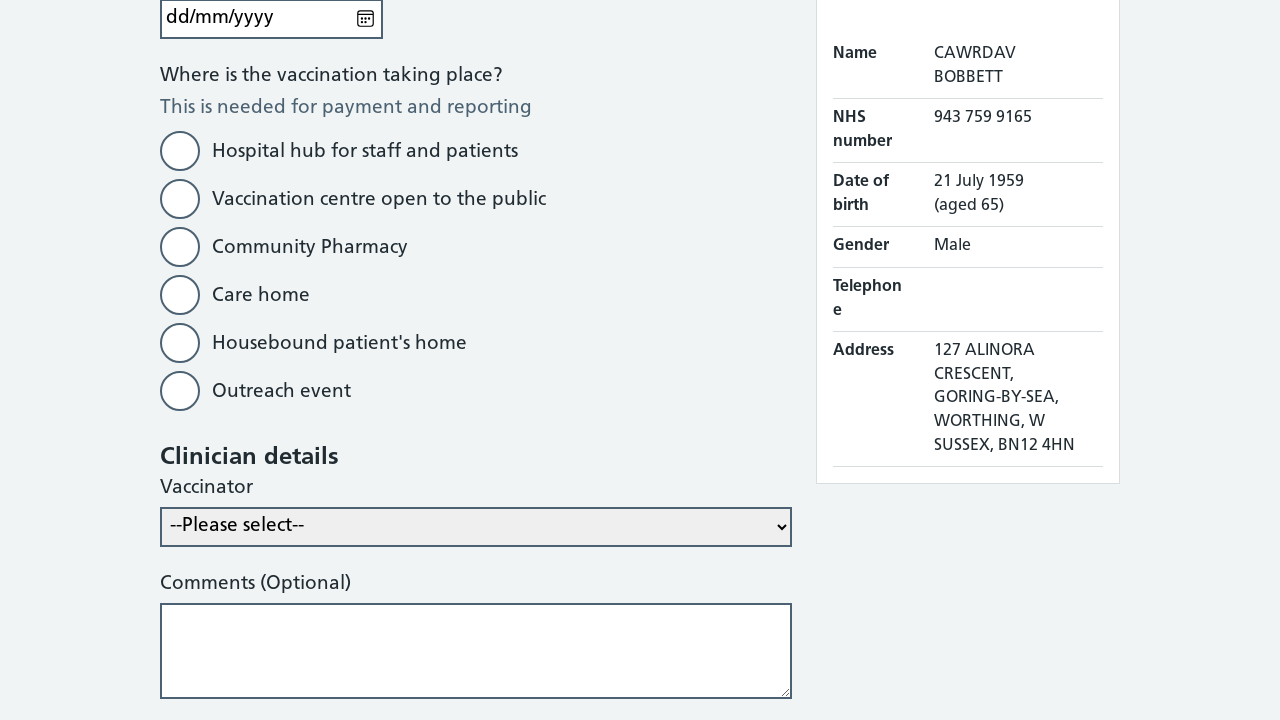 dd/mm/yyyy
Where is the vaccination taking place?
This is needed for payment and reporting
Hospital hub for staff and patients
Vaccination centre open to the public
Community Pharmacy
Care home
Housebound patient's home
Outreach event
Clinician details
Vaccinator
--Please select--
Comments (Optional)
Name CAWRDAV
BOBBETT
NHS 943 759 9165
number
Date of 21 July 1959
birth (aged 65)
Gender Male
Telephon
e
Address 127 ALINORA
CRESCENT,
GORING-BY-SEA,
WORTHING, W
SUSSEX, BN12 4HN